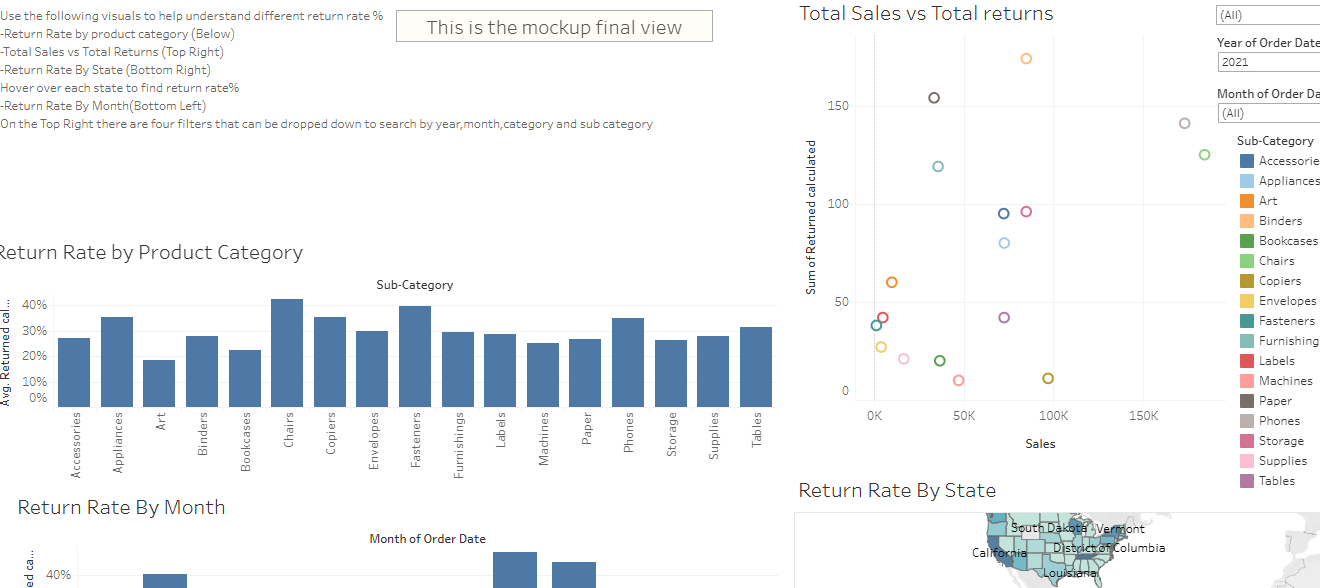 Use the following visuals to help understand different return rate %
-Return Rate by product category (Below)
-Total Sales vs Total Returns (Top Right)
-Return Rate By State (Bottom Right)
Hover over each state to find return rate%
-Return Rate By Month(Bottom Left)
On the Top Right there are four filters that can be dropped down to search by year,month,category and sub category
This is the mockup final view
Total Sales vs Total returns
(All)
Year of Order Date
2021
Month of Order Da
(All)
Sum of Returned calculated
150
100
50
0
0K
50K
100K
150K
Sales
Sub-Category
Accessorie
Appliances
Art
Binders
Bookcases
Chairs
Copiers
Envelopes
Fasteners
Furnishing
Labels
Machines
Paper
Phones
Storage
Supplies
Tables
Return Rate by Product Category
Sub-Category
Avg. Returned cal...
40%
30%
20%
10%
0%
Accessories
Appliances
Art
Binders
Bookcases
Chairs
Copiers
Envelopes
Fasteners
Furnishings
Labels
Machines
Paper
Phones
Storage
Supplies
Tables
Return Rate By Month
Month of Order Date
ed ca...
40%
Return Rate By State
South Dakota
Vermont
California
District of Columbia
Louisiana